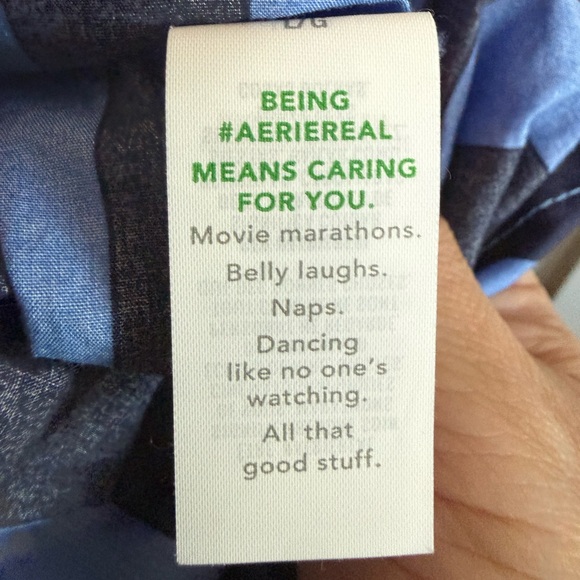 L/G
BEING
#AERIEREAL
MEANS CARING
FOR YOU.
Movie marathons.
Belly laughs.
Naps.
Dancing
like no one's
watching.
All that
good stuff.